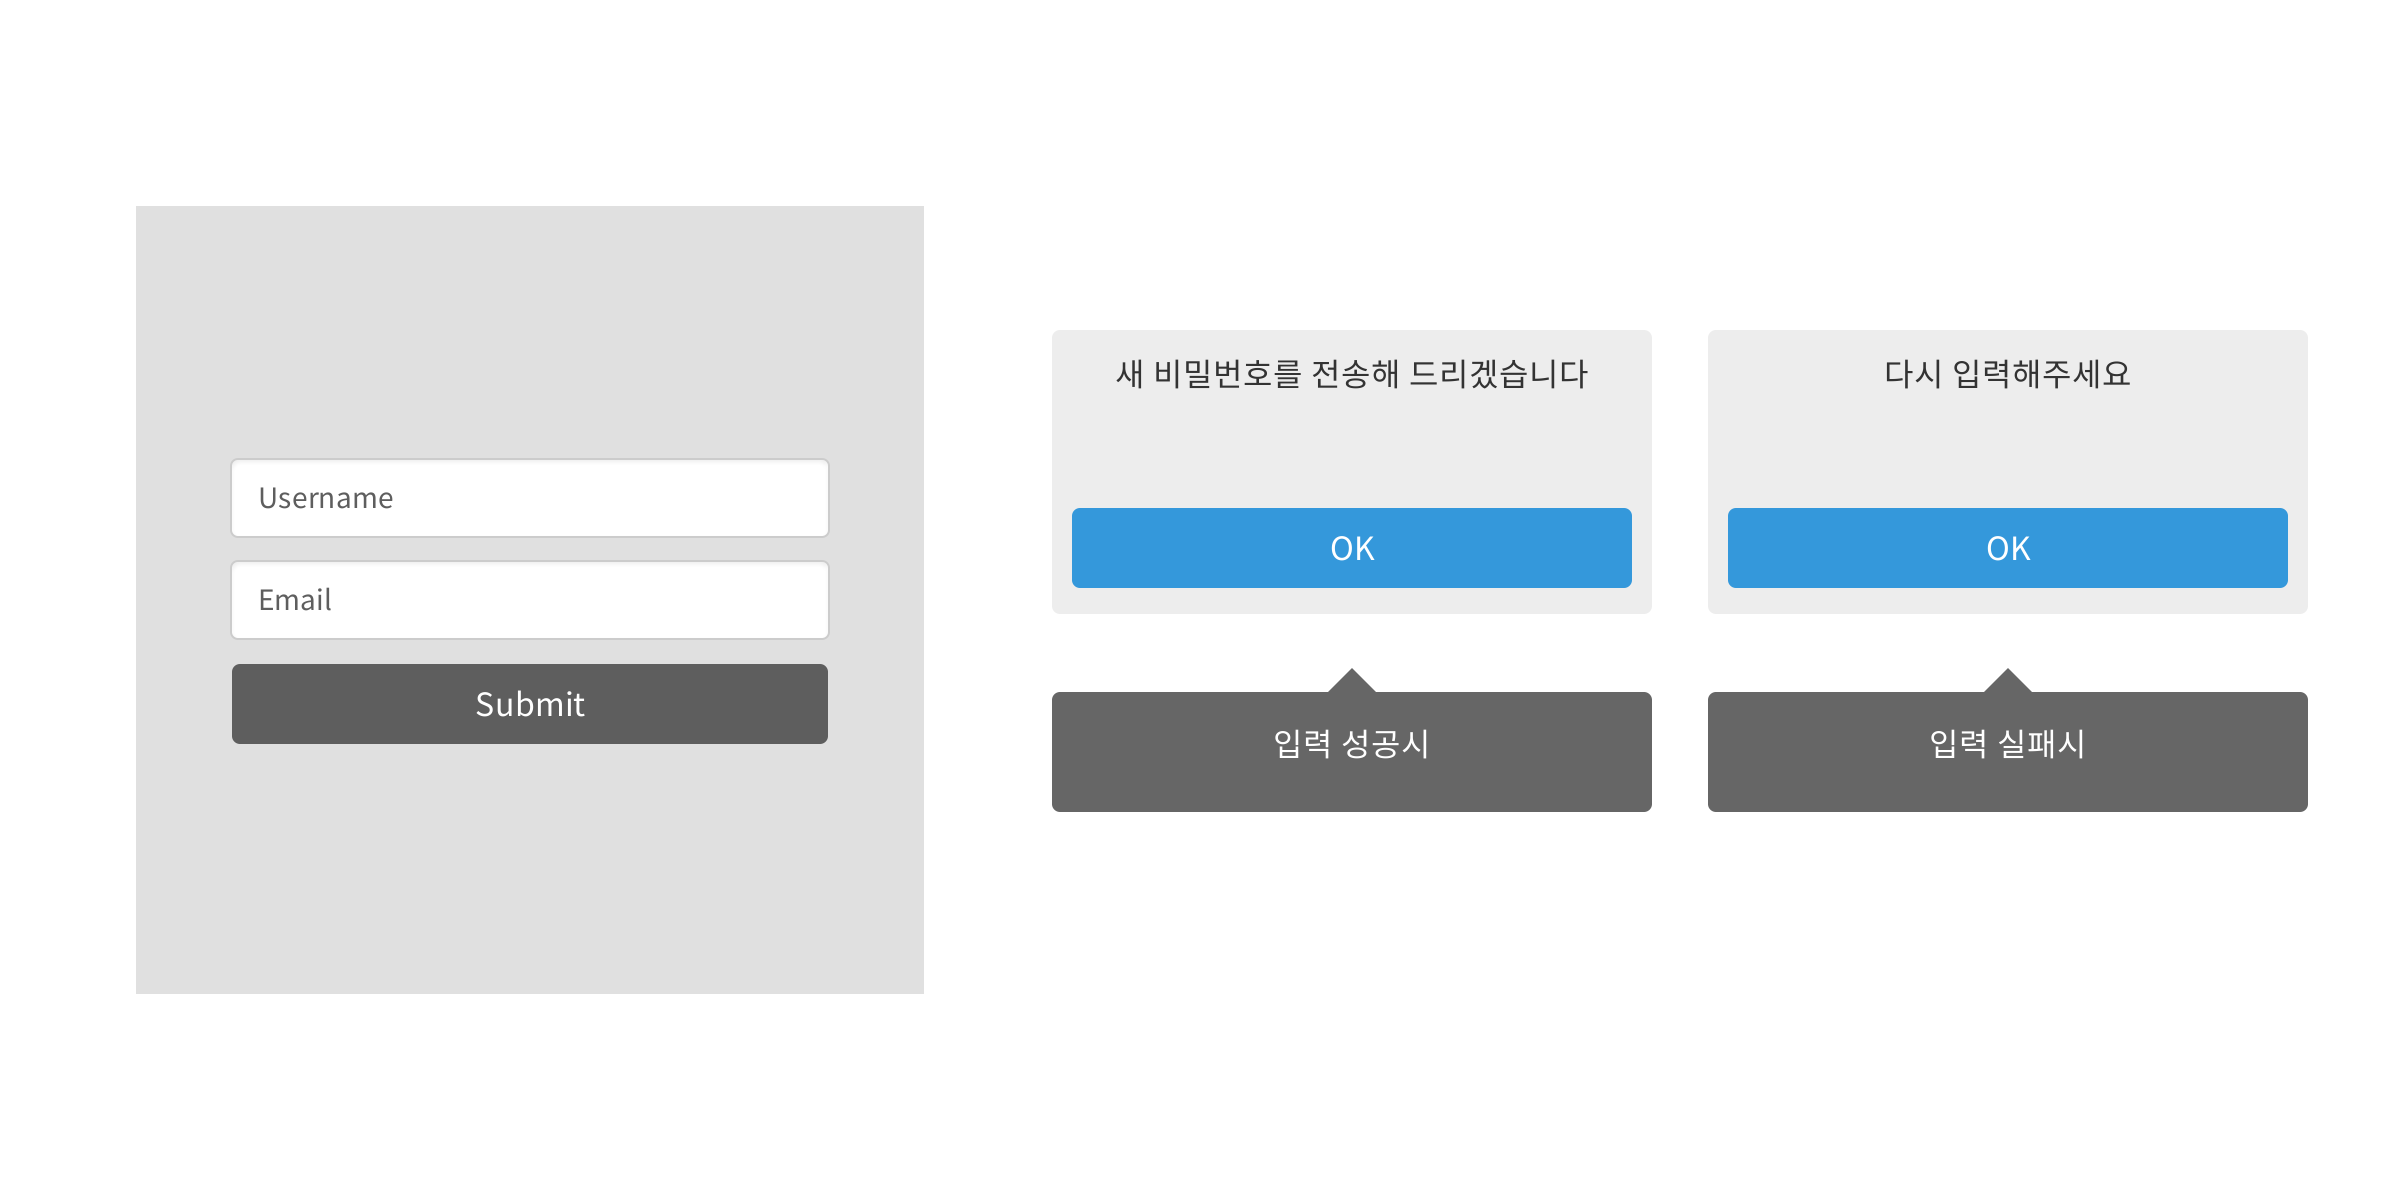 Username
Email
Submit
새 비밀번호를 전송해 드리겠습니다
OK
입력 성공시
다시 입력해주세요
OK
입력 실패시